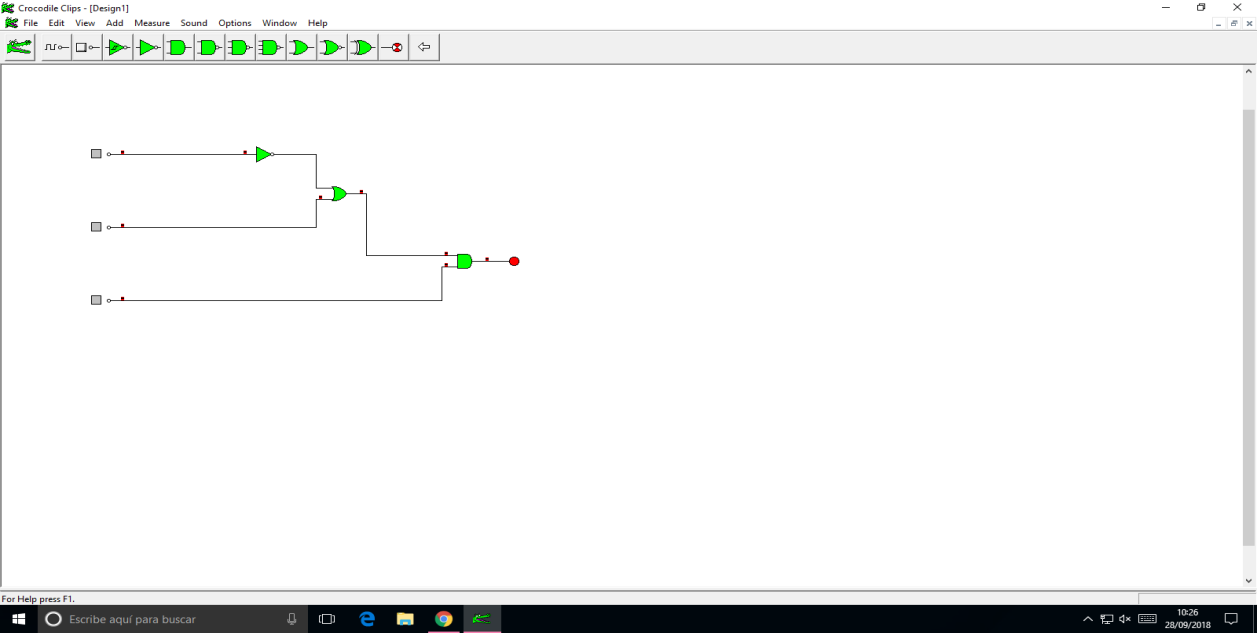 Crocodile Clips - [Design1]
File Edit View Add Measure Sound Options Window Help
For Help press F1.
Escribe aquí para buscar
10:26
28/09/2018